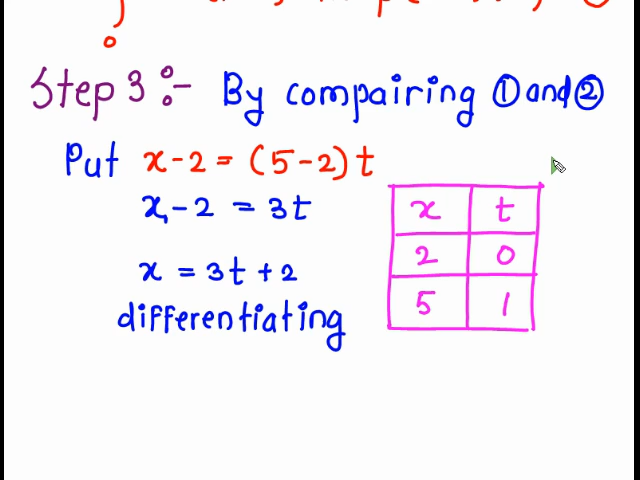 Step 3 :- By compairing ① and ②
Put x - 2 = (5 - 2) t
x - 2 = 3t
x = 3t + 2
differentiating
x t
2 0
5 1